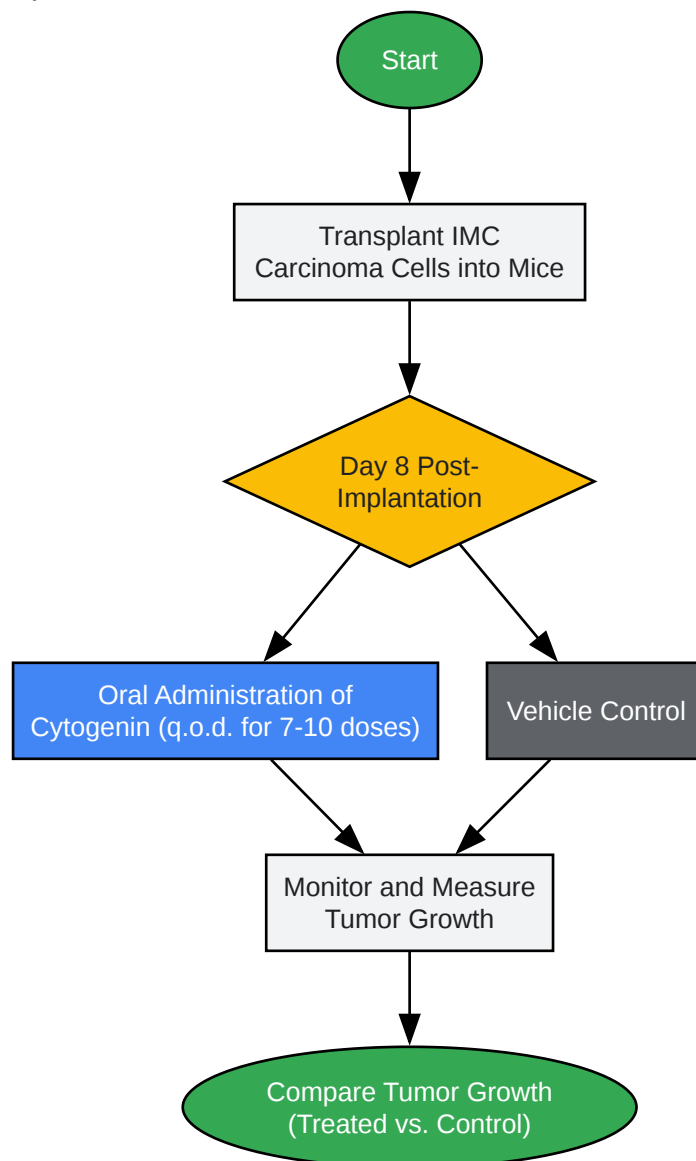 Start
Transplant IMC
Carcinoma Cells into Mice
Day 8 Post-
Implantation
Oral Administration of
Cytogenin (q.o.d. for 7-10 doses)
Vehicle Control
Monitor and Measure
Tumor Growth
Compare Tumor Growth
(Treated vs. Control)